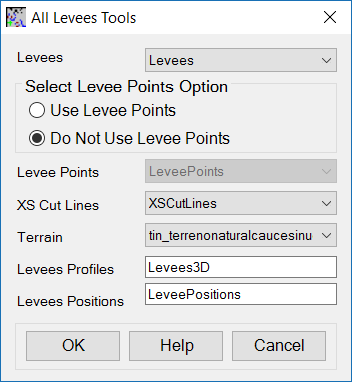 All Levees Tools
Levees
Levees
Select Levee Points Option
Use Levee Points
Do Not Use Levee Points
Levee Points
LeveePoints
XS Cut Lines
XSCutLines
Terrain
tin_terrenonaturalcaucesinu
Levees Profiles
Levees3D
Levees Positions
LeveePositions
OK
Help
Cancel